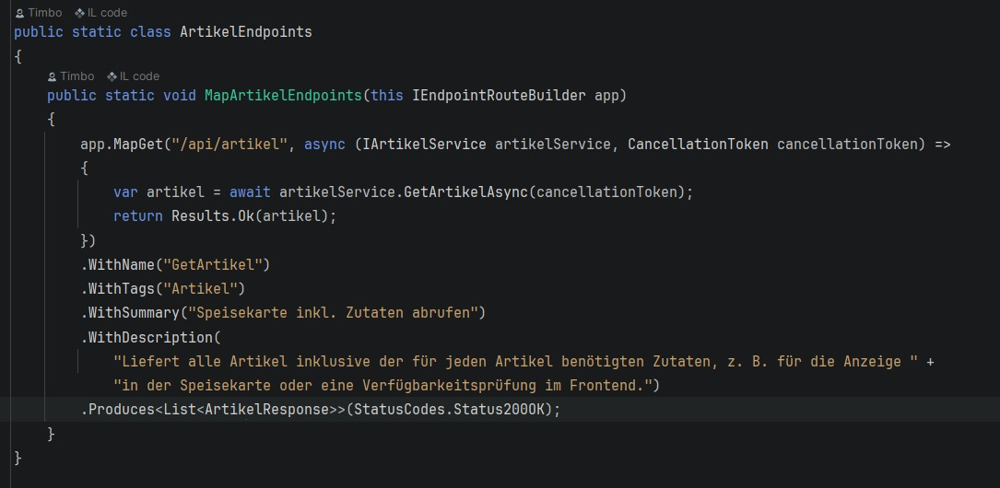 Timbo IL code
public static class ArtikelEndpoints
{
Timbo IL code
public static void MapArtikelEndpoints(this IEndpointRouteBuilder app)
{
app.MapGet("/api/artikel", async (IArtikelService artikelService, CancellationToken cancellationToken) =>
{
var artikel = await artikelService.GetArtikelAsync(cancellationToken);
return Results.Ok(artikel);
})
.WithName("GetArtikel")
.WithTags("Artikel")
.WithSummary("Speisekarte inkl. Zutaten abrufen")
.WithDescription(
"Liefert alle Artikel inklusive der für jeden Artikel benötigten Zutaten, z. B. für die Anzeige " +
"in der Speisekarte oder eine Verfügbarkeitsprüfung im Frontend.")
.Produces<List<ArtikelResponse>>(StatusCodes.Status200OK);
}
}